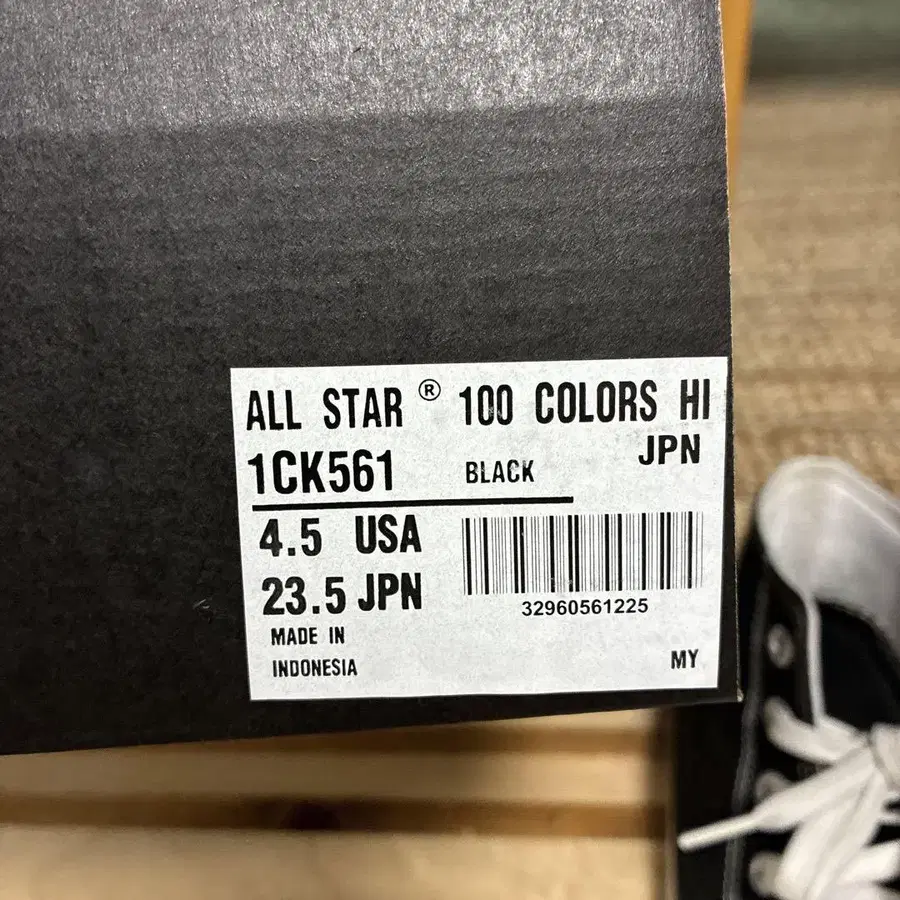 ALL STAR ® 100 COLORS HI
JPN
1CK561 BLACK
4.5 USA
23.5 JPN
32960561225
MADE IN
INDONESIA
MY